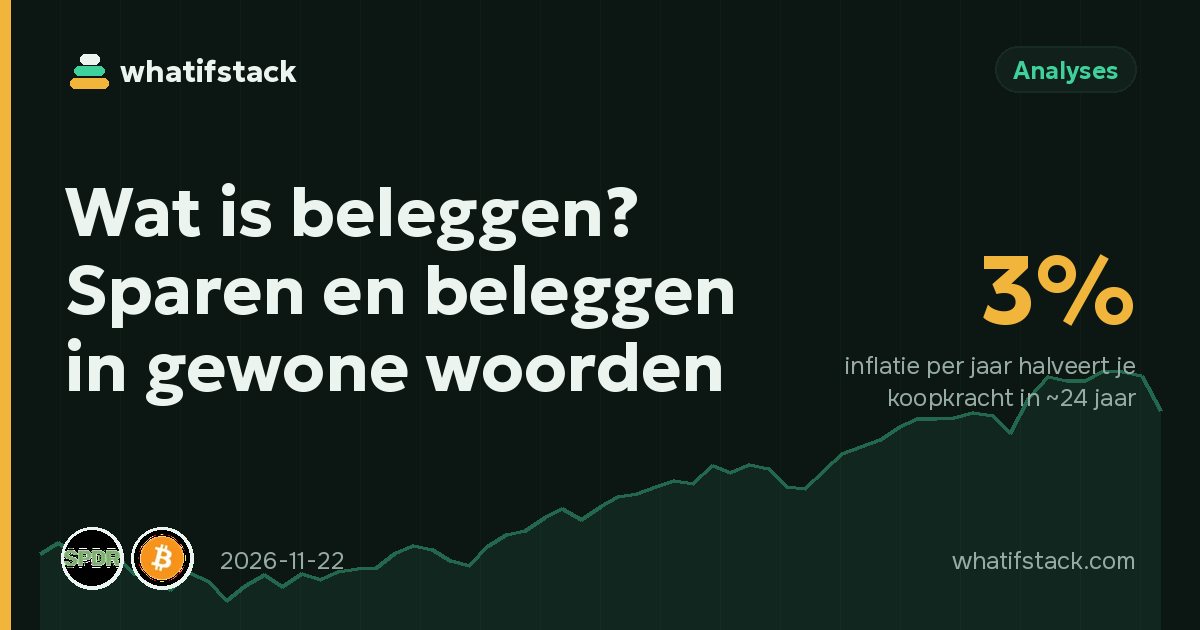 whatifstack
Analyses
Wat is beleggen?
Sparen en beleggen
in gewone woorden
3%
inflatie per jaar halveert je
koopkracht in ~24 jaar
SPDR
2026-11-22
whatifstack.com